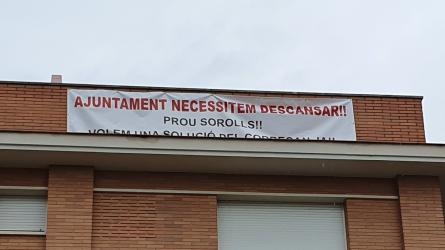 AJUNTAMENT NECESSITEM DESCANSAR!!
PROU SOROLLS!!
VOLEM UNA SOLUCIÓ DEL